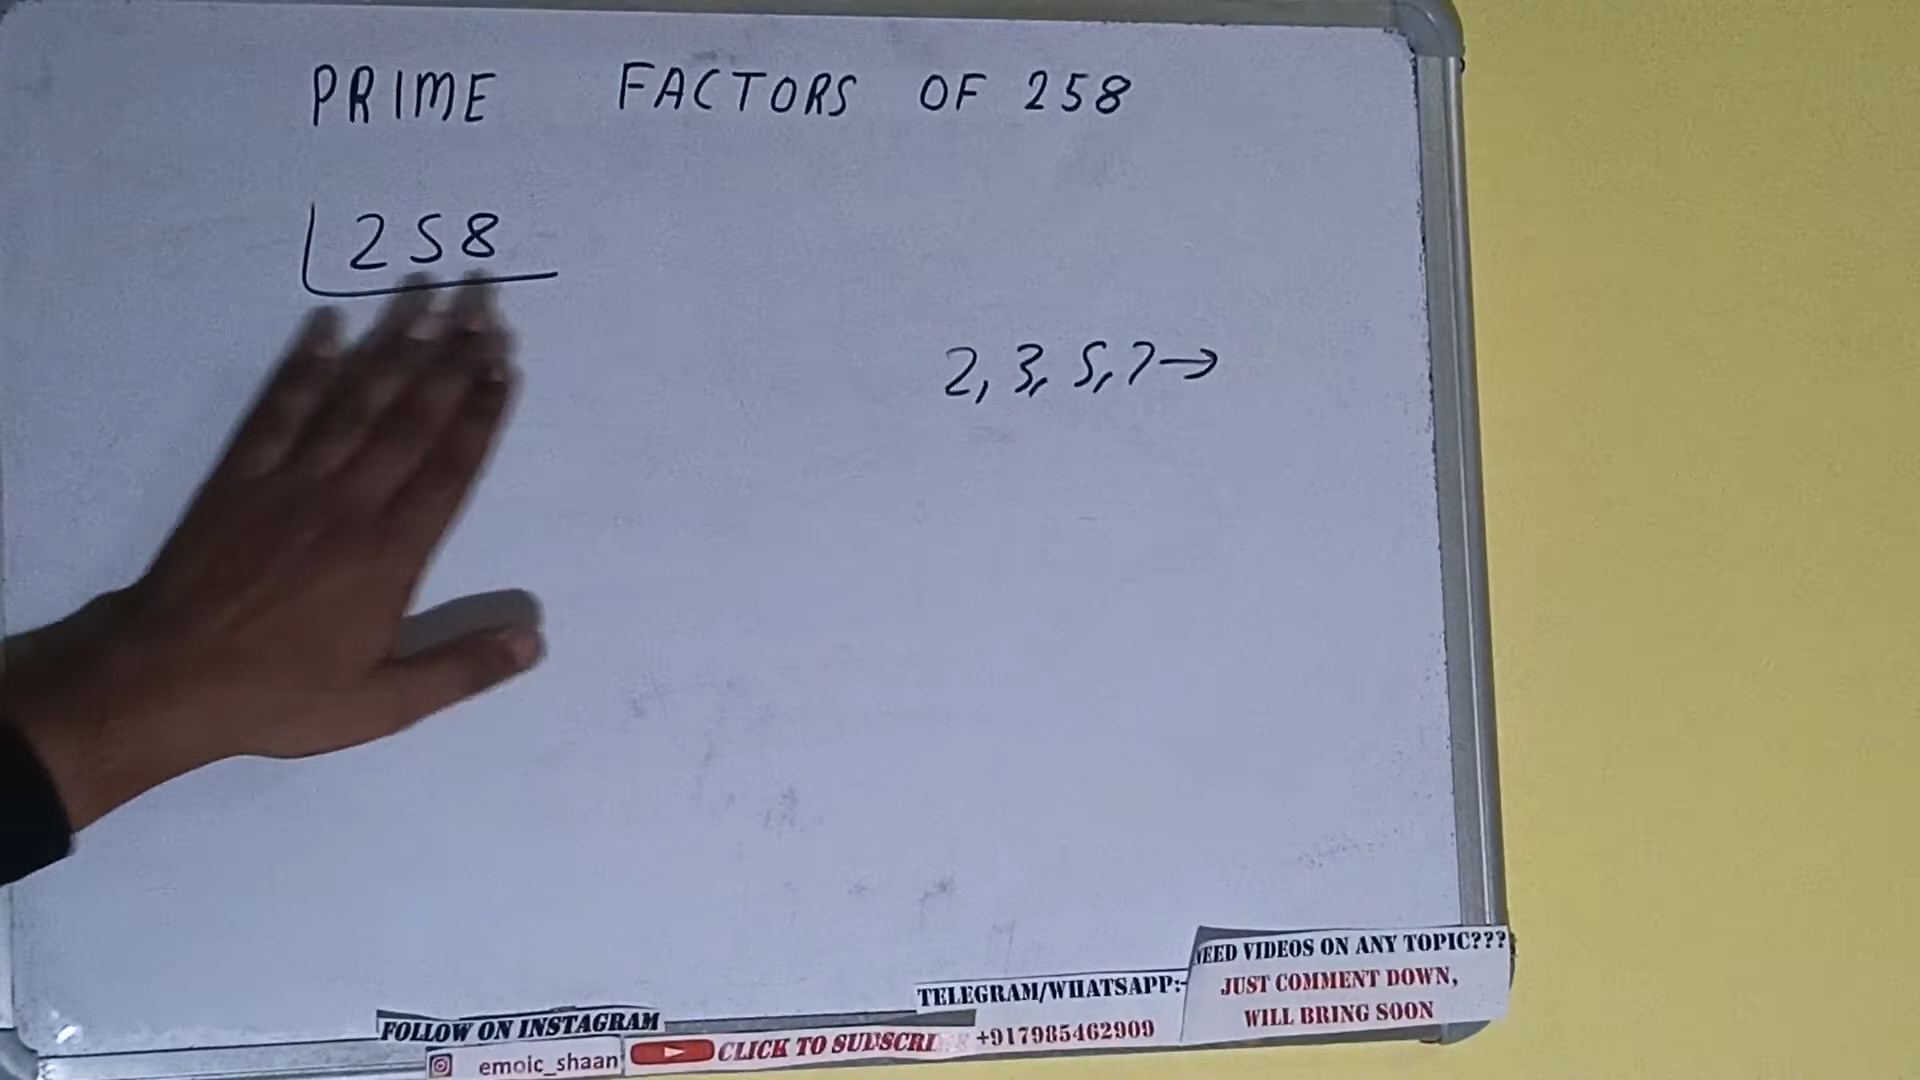 PRIME FACTORS OF 258
258
2, 3, 5, 7→
NEED VIDEOS ON ANY TOPIC???
JUST COMMENT DOWN,
WILL BRING SOON
TELEGRAM/WHATSAPP:-
+917985462909
FOLLOW ON INSTAGRAM
emoic_shaan
CLICK TO